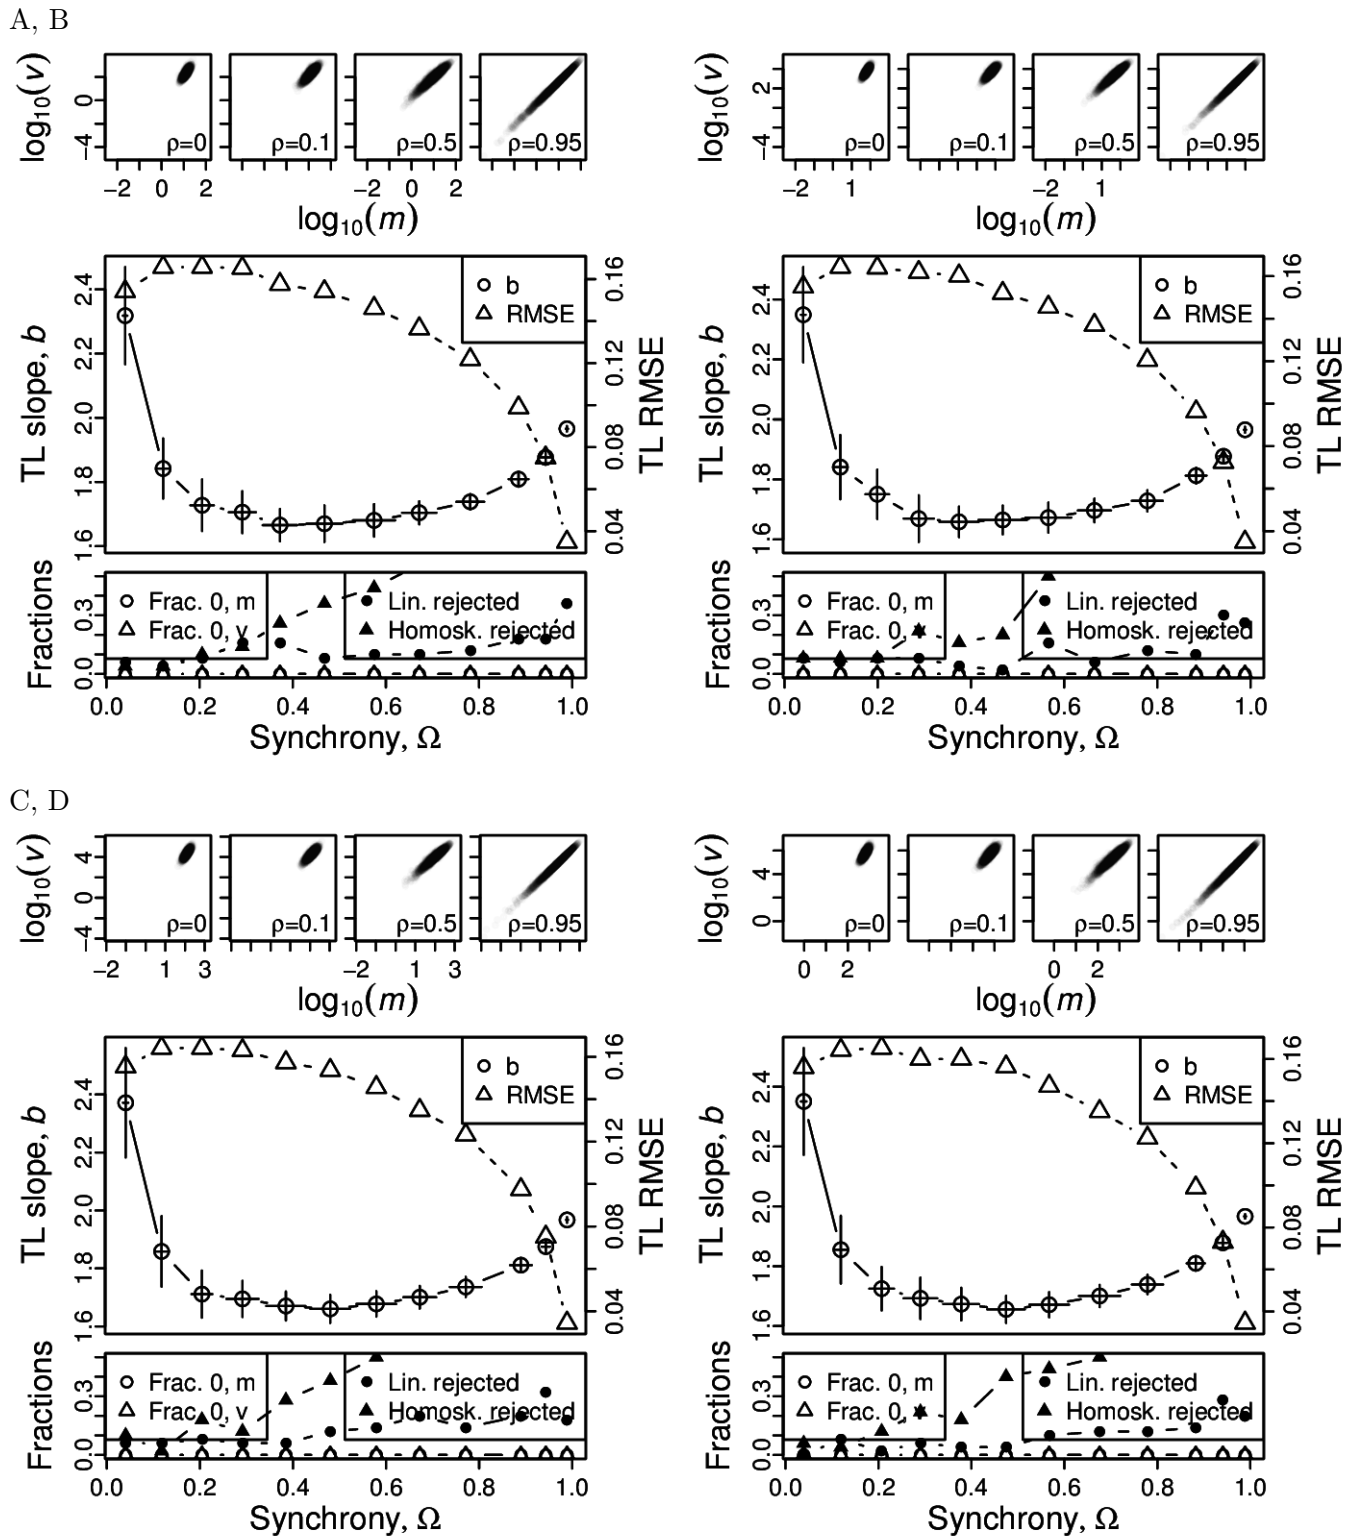 A, B
log10(v)
0
−4
ρ=0
ρ=0.1
ρ=0.5
ρ=0.95
−2 0 2
−2 0 2
log10(m)
TL slope, b
2.4
2.2
2.0
1.8
1.6
b
RMSE
0.16
0.12
0.08
0.04
TL RMSE
Fractions
0.3
0.0
Frac. 0, m
Frac. 0, v
Lin. rejected
Homosk. rejected
0.0 0.2 0.4 0.6 0.8 1.0
Synchrony, Ω
log10(v)
2
−4
ρ=0
ρ=0.1
ρ=0.5
ρ=0.95
−2 1
−2 1
log10(m)
TL slope, b
2.4
2.2
2.0
1.8
1.6
b
RMSE
0.16
0.12
0.08
0.04
TL RMSE
Fractions
0.3
0.0
Frac. 0, m
Frac. 0, v
Lin. rejected
Homosk. rejected
0.0 0.2 0.4 0.6 0.8 1.0
Synchrony, Ω
C, D
log10(v)
4
0
−4
ρ=0
ρ=0.1
ρ=0.5
ρ=0.95
−2 1 3
−2 1 3
log10(m)
TL slope, b
2.4
2.2
2.0
1.8
1.6
b
RMSE
0.16
0.12
0.08
0.04
TL RMSE
Fractions
0.3
0.0
Frac. 0, m
Frac. 0, v
Lin. rejected
Homosk. rejected
0.0 0.2 0.4 0.6 0.8 1.0
Synchrony, Ω
log10(v)
4
0
ρ=0
ρ=0.1
ρ=0.5
ρ=0.95
0 2
0 2
log10(m)
TL slope, b
2.4
2.2
2.0
1.8
1.6
b
RMSE
0.16
0.12
0.08
0.04
TL RMSE
Fractions
0.3
0.0
Frac. 0, m
Frac. 0, v
Lin. rejected
Homosk. rejected
0.0 0.2 0.4 0.6 0.8 1.0
Synchrony, Ω